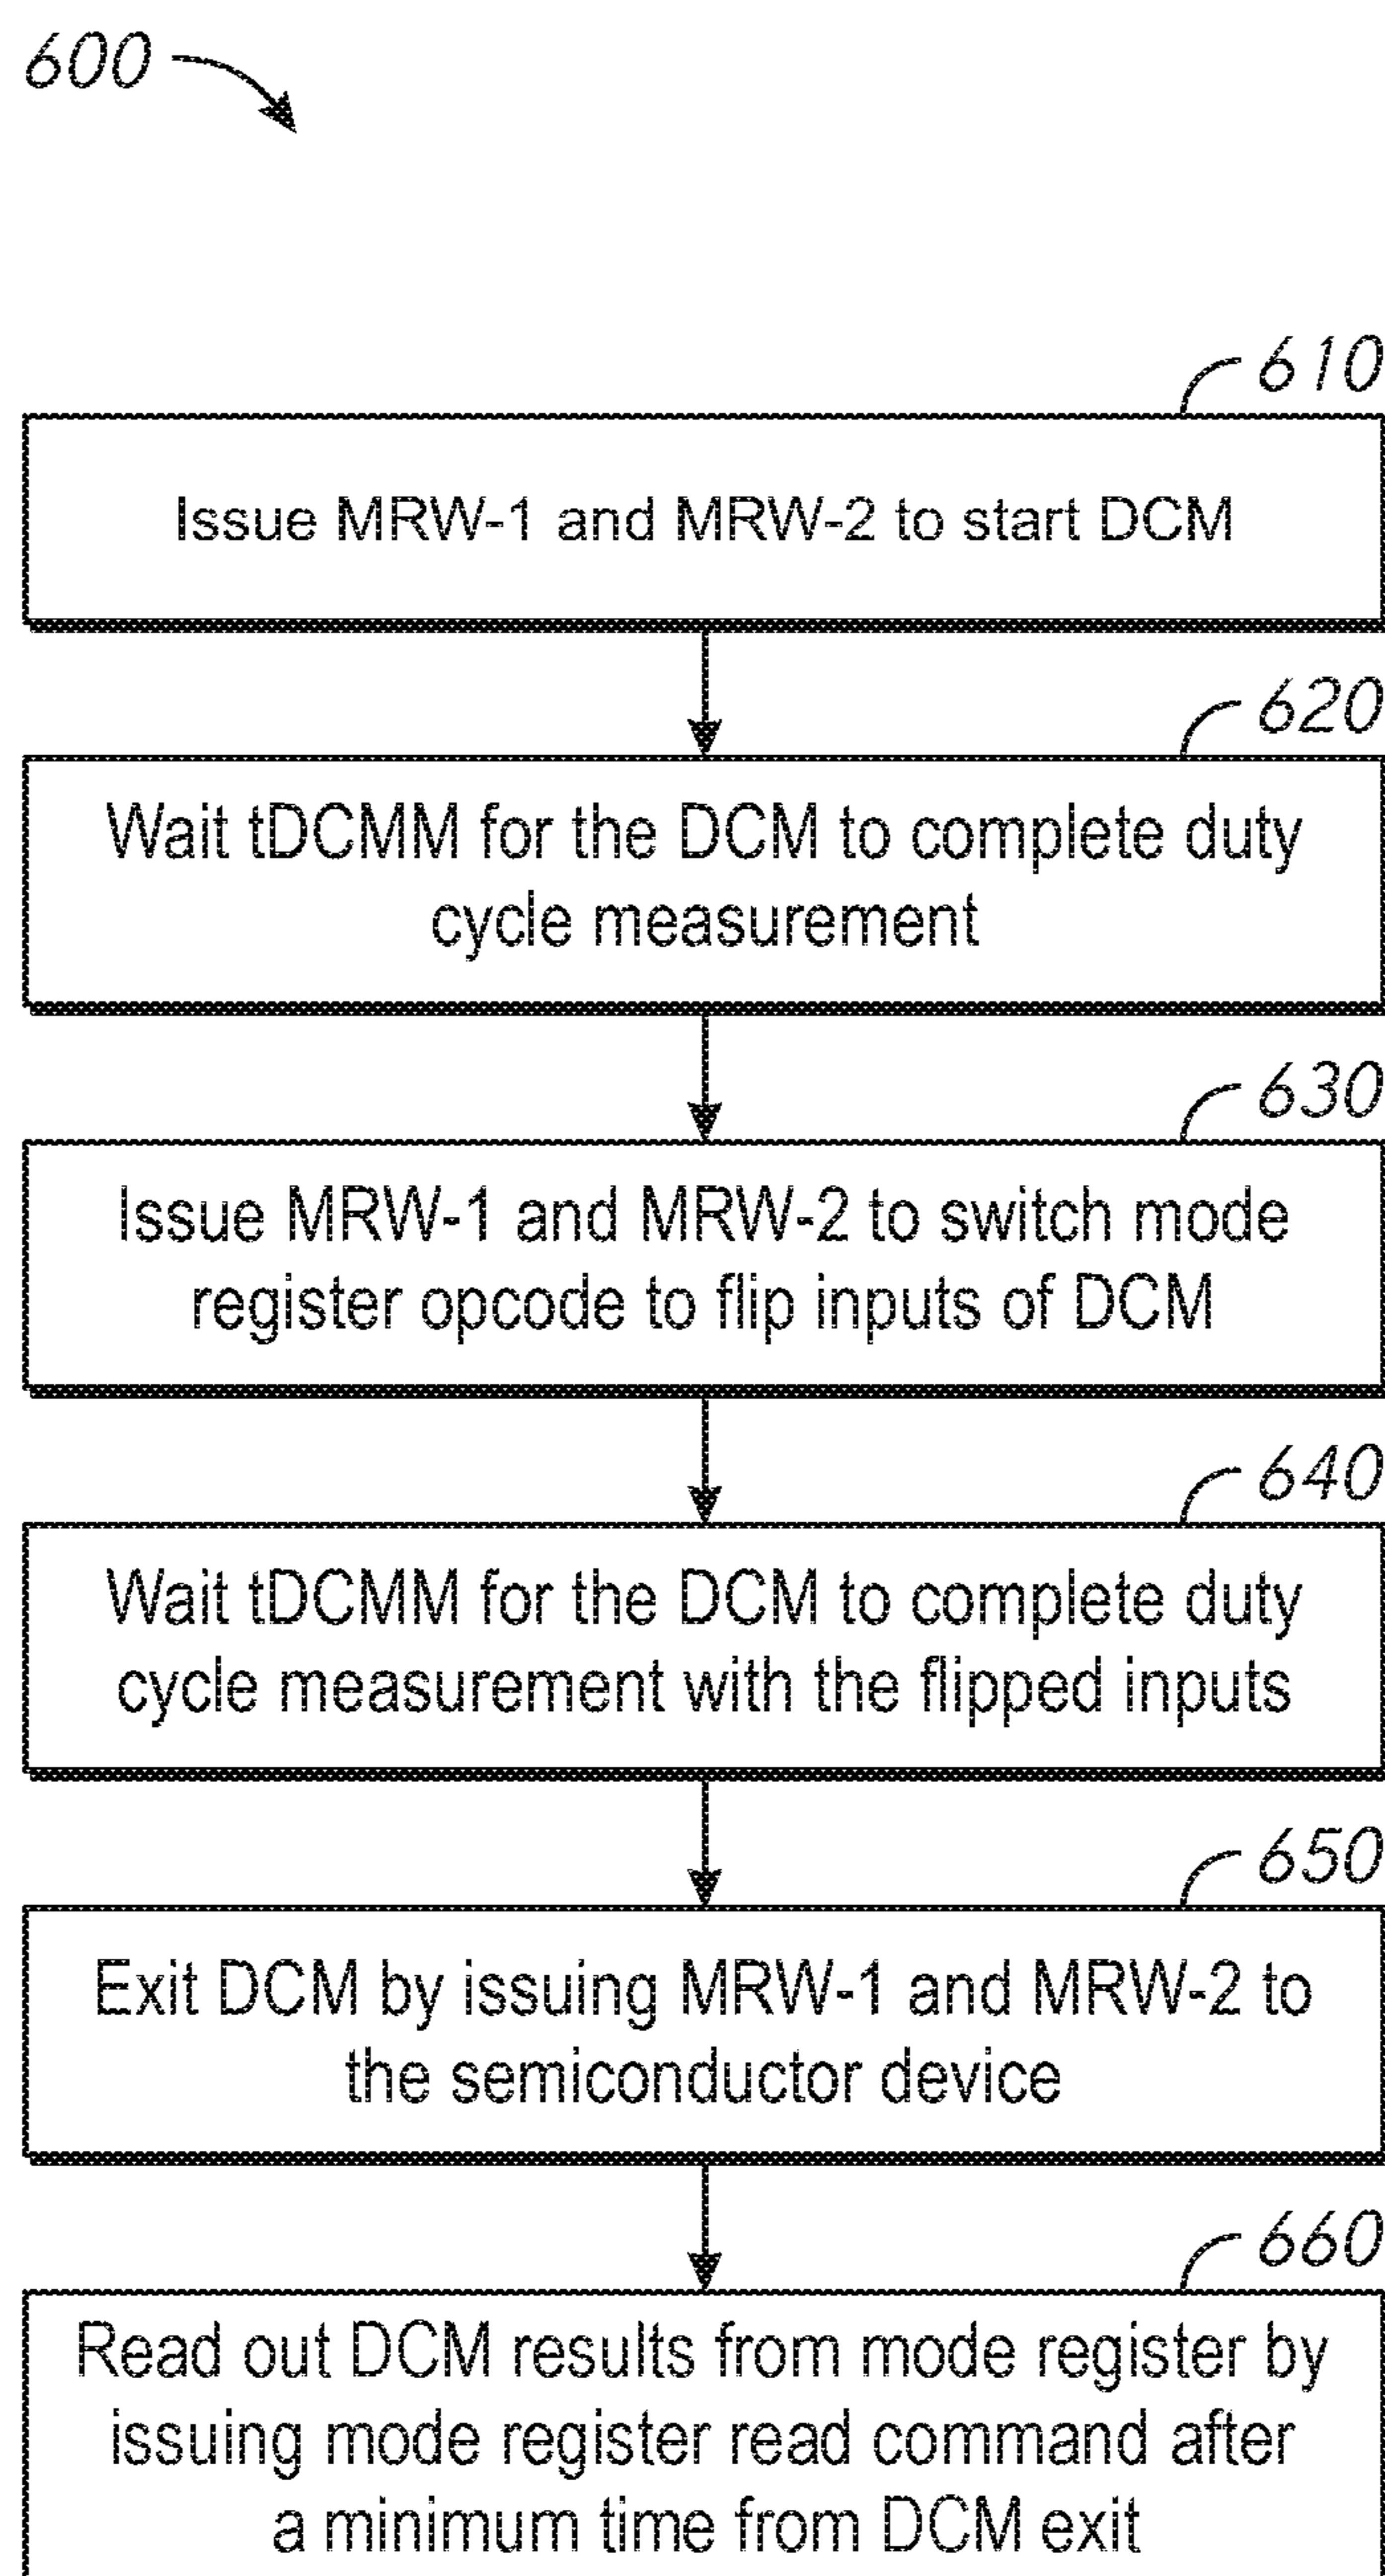 600
610
Issue MRW-1 and MRW-2 to start DCM
620
Wait tDCMM for the DCM to complete duty
cycle measurement
630
Issue MRW-1 and MRW-2 to switch mode
register opcode to flip inputs of DCM
640
Wait tDCMM for the DCM to complete duty
cycle measurement with the flipped inputs
650
Exit DCM by issuing MRW-1 and MRW-2 to
the semiconductor device
660
Read out DCM results from mode register by
issuing mode register read command after
a minimum time from DCM exit